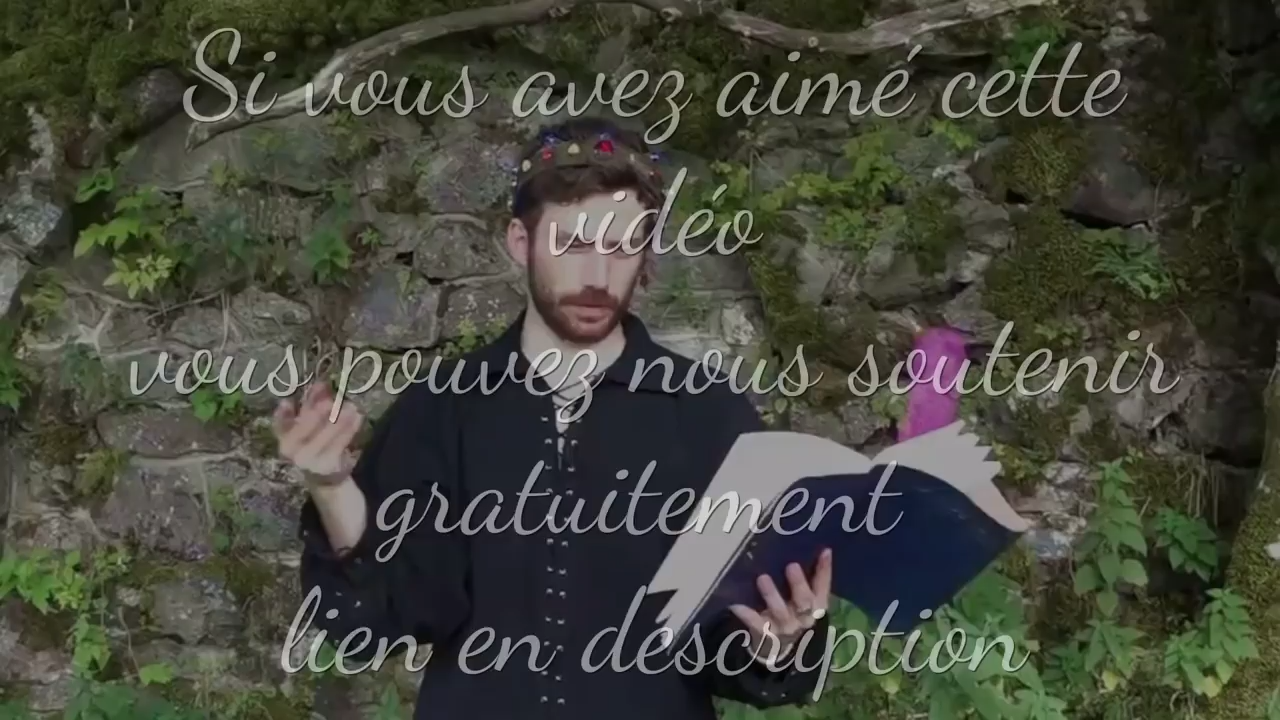 Si vous avez aimé cette
vidéo
vous pouvez nous soutenir
gratuitement
lien en description